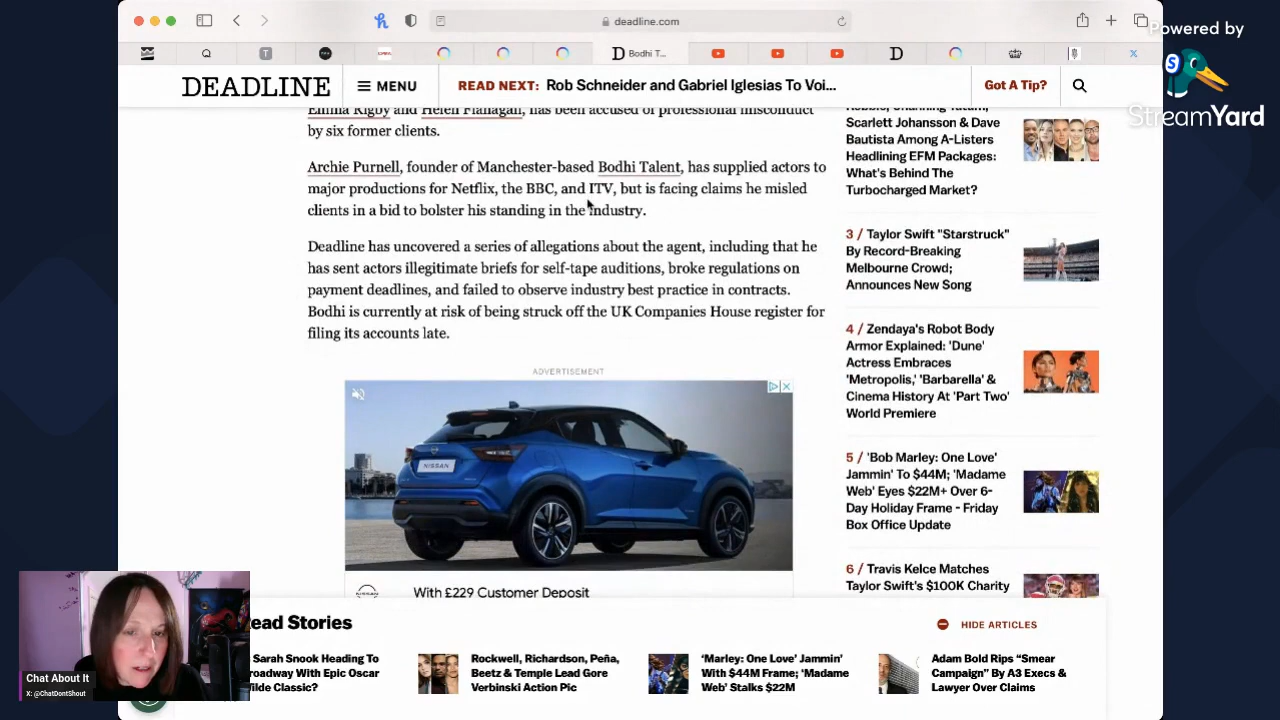 deadline.com
Powered by
StreamYard
Bodhi T...
DEADLINE
MENU
READ NEXT: Rob Schneider and Gabriel Iglesias To Voi...
Got A Tip?
Emma Rigby and Helen Flanagan, has been accused of professional misconduct
by six former clients.
Archie Purnell, founder of Manchester-based Bodhi Talent, has supplied actors to
major productions for Netflix, the BBC, and ITV, but is facing claims he misled
clients in a bid to bolster his standing in the industry.
Deadline has uncovered a series of allegations about the agent, including that he
has sent actors illegitimate briefs for self-tape auditions, broke regulations on
payment deadlines, and failed to observe industry best practice in contracts.
Bodhi is currently at risk of being struck off the UK Companies House register for
filing its accounts late.
ADVERTISEMENT
NISSAN
With £229 Customer Deposit
Robbie, Channing Tatum,
Scarlett Johansson & Dave
Bautista Among A-Listers
Headlining EFM Packages:
What's Behind The
Turbocharged Market?
3 / Taylor Swift "Starstruck"
By Record-Breaking
Melbourne Crowd;
Announces New Song
4 / Zendaya's Robot Body
Armor Explained: 'Dune'
Actress Embraces
'Metropolis,' 'Barbarella' &
Cinema History At 'Part Two'
World Premiere
5 / 'Bob Marley: One Love'
Jammin' To $44M; 'Madame
Web' Eyes $22M+ Over 6-
Day Holiday Frame - Friday
Box Office Update
6 / Travis Kelce Matches
Taylor Swift's $100K Charity
ead Stories
HIDE ARTICLES
Sarah Snook Heading To
roadway With Epic Oscar
Wilde Classic?
Rockwell, Richardson, Peña,
Beetz & Temple Lead Gore
Verbinski Action Pic
‘Marley: One Love’ Jammin’
With $44M Frame; ‘Madame
Web’ Stalks $22M
Adam Bold Rips “Smear
Campaign” By A3 Execs &
Lawyer Over Claims
Chat About It
X: @ChatDontShout